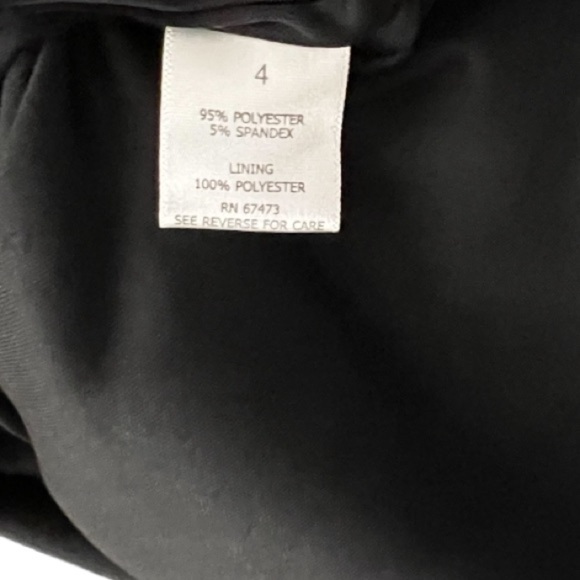 4
95% POLYESTER
5% SPANDEX
LINING
100% POLYESTER
RN 67473
SEE REVERSE FOR CARE